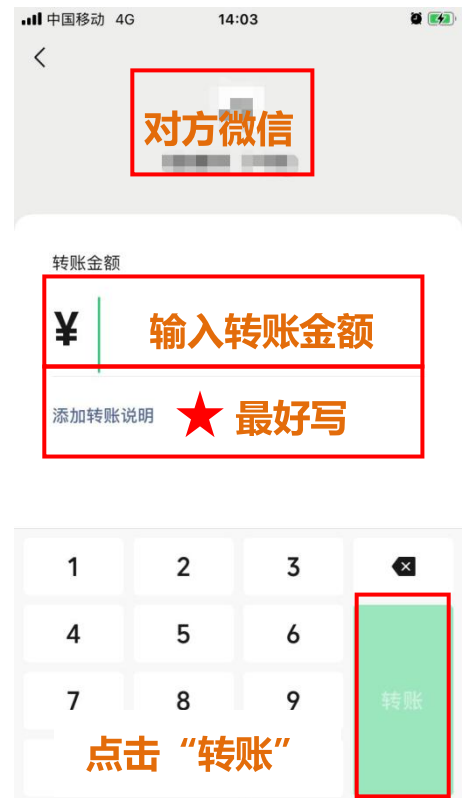 中国移动 4G 14:03
对方微信
转账金额
¥ 输入转账金额
添加转账说明 ★ 最好写
1 2 3
4 5 6
7 8 9
转账
点击“转账”